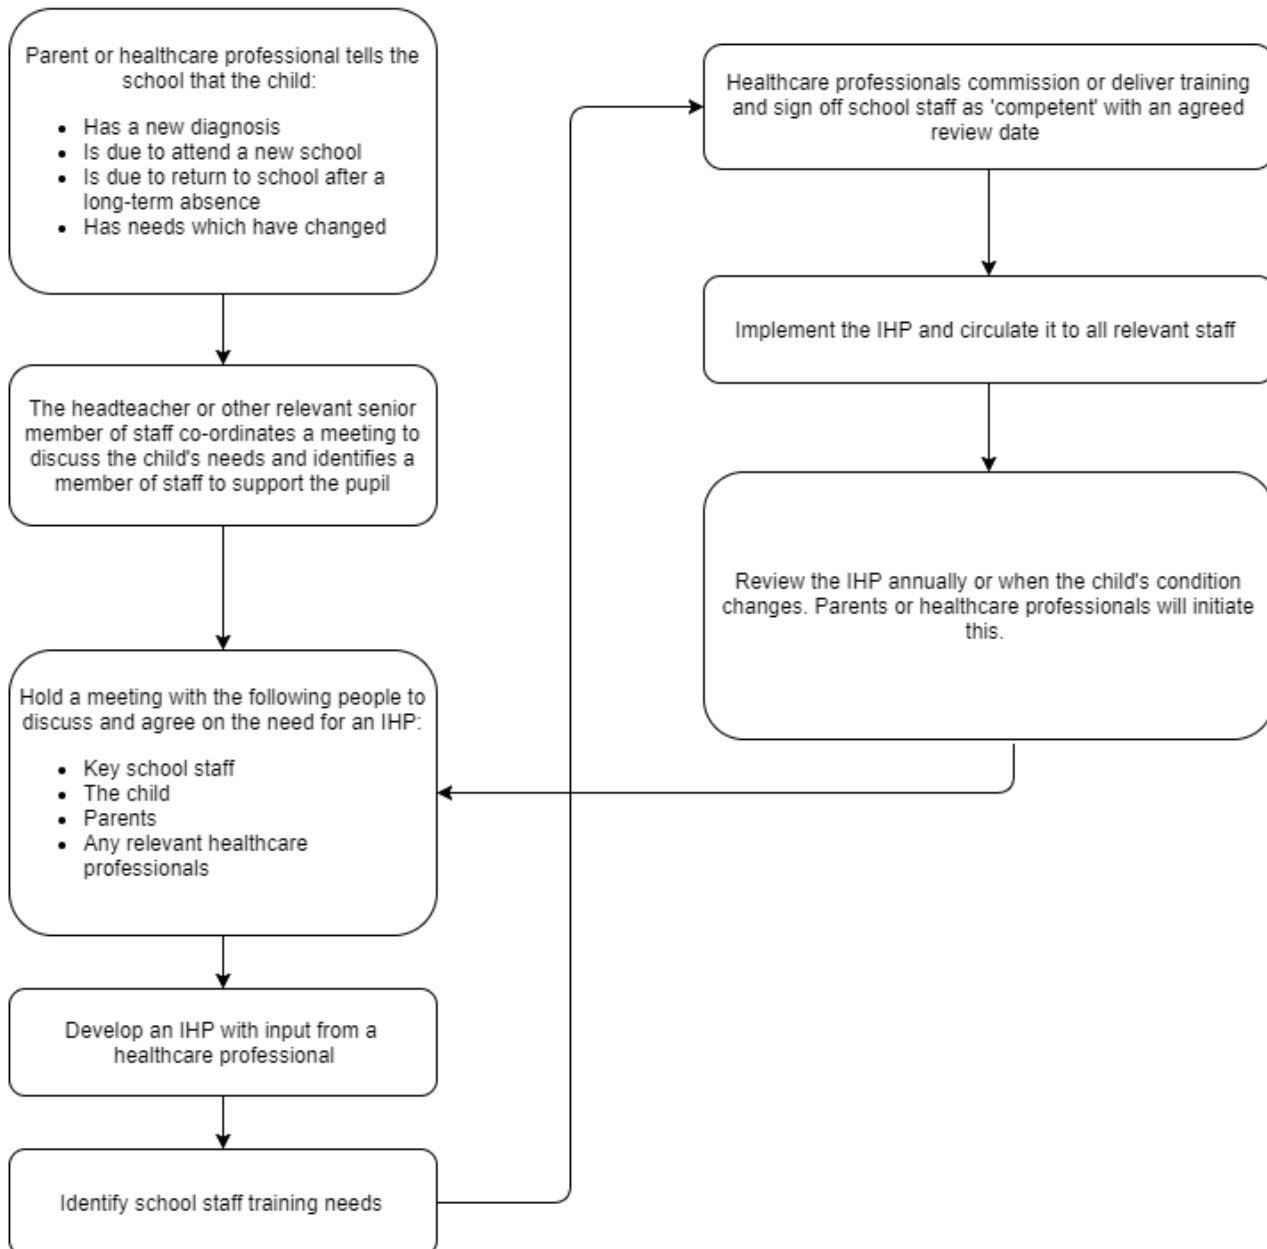 Parent or healthcare professional tells the
school that the child:
• Has a new diagnosis
• Is due to attend a new school
• Is due to return to school after a
long-term absence
• Has needs which have changed
The headteacher or other relevant senior
member of staff co-ordinates a meeting to
discuss the child's needs and identifies a
member of staff to support the pupil
Hold a meeting with the following people to
discuss and agree on the need for an IHP:
• Key school staff
• The child
• Parents
• Any relevant healthcare
professionals
Develop an IHP with input from a
healthcare professional
Identify school staff training needs
Healthcare professionals commission or deliver training
and sign off school staff as 'competent' with an agreed
review date
Implement the IHP and circulate it to all relevant staff
Review the IHP annually or when the child's condition
changes. Parents or healthcare professionals will initiate
this.